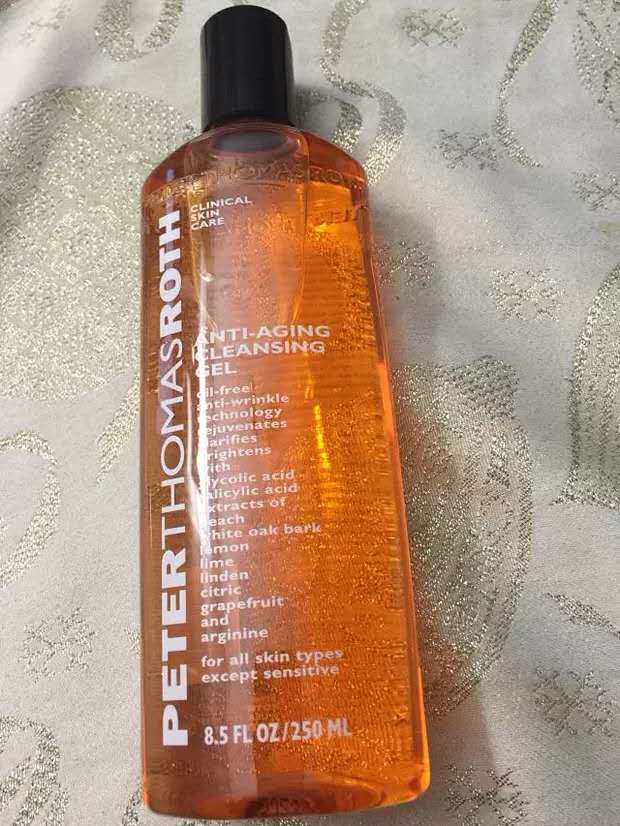 PETERTHOMASROTH
CLINICAL
SKIN
CARE
ANTI-AGING
CLEANSING
GEL
oil-free
anti-wrinkle
technology
rejuvenates
clarifies
brightens
with
glycolic acid
salicylic acid
extracts of
peach
white oak bark
lemon
lime
linden
citric
grapefruit
and
arginine
for all skin types
except sensitive
8.5 FL OZ/250 ML